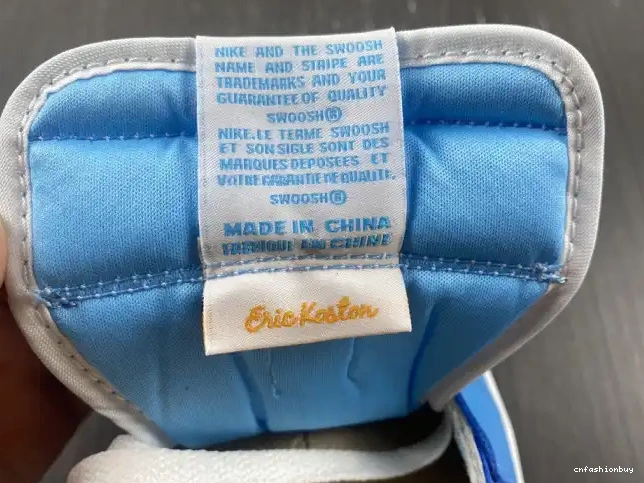 NIKE AND THE SWOOSH
NAME AND STRIPE ARE
TRADEMARKS AND YOUR
GUARANTEE OF QUALITY
SWOOSH®
NIKE.LE TERME SWOOSH
ET SON SIGLE SONT DES
MARQUES DEPOSEES ET
VOTRE GARANTIE DE QUALITE.
SWOOSH®
MADE IN CHINA
FABRIQUE EN CHINE
Eric Koston
cnfashionbuy